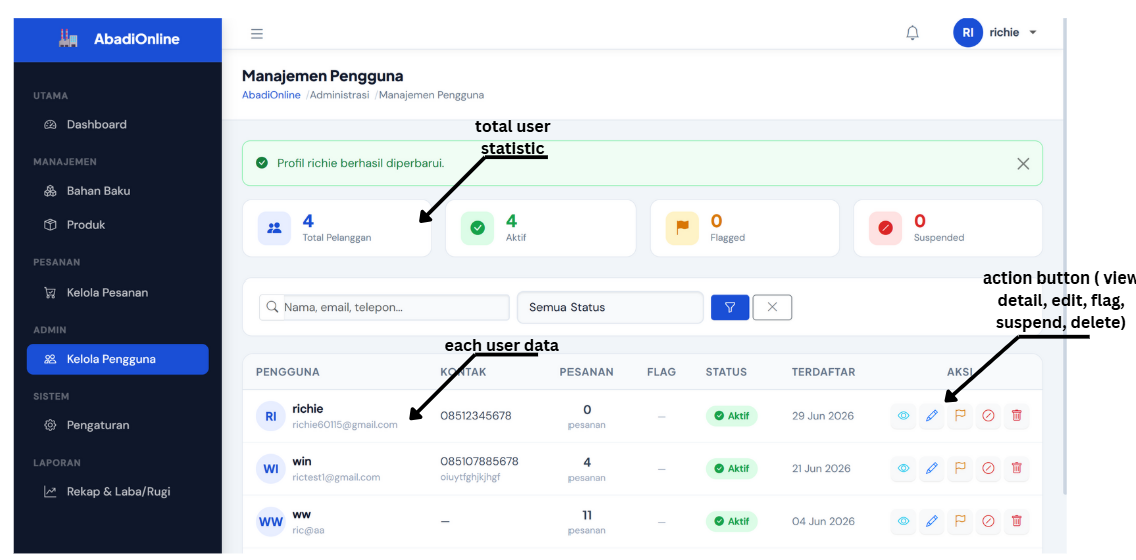 AbadiOnline
RI richie
UTAMA
Dashboard
MANAJEMEN
Bahan Baku
Produk
PESANAN
Kelola Pesanan
ADMIN
Kelola Pengguna
SISTEM
Pengaturan
LAPORAN
Rekap & Laba/Rugi
Manajemen Pengguna
AbadiOnline /Administrasi /Manajemen Pengguna
total user
statistic
Profil richie berhasil diperbarui.
4
Total Pelanggan
4
Aktif
0
Flagged
0
Suspended
action button ( view
detail, edit, flag,
suspend, delete)
Nama, email, telepon...
Semua Status
each user data
PENGGUNA KONTAK PESANAN FLAG STATUS TERDAFTAR AKSI
RI richie 08512345678 0 — Aktif 29 Jun 2026
richie60115@gmail.com pesanan
WI win 085107885678 4 — Aktif 21 Jun 2026
rictest1@gmail.com oiuytfghjkjhgf pesanan
WW ww — 11 — Aktif 04 Jun 2026
ric@aa pesanan